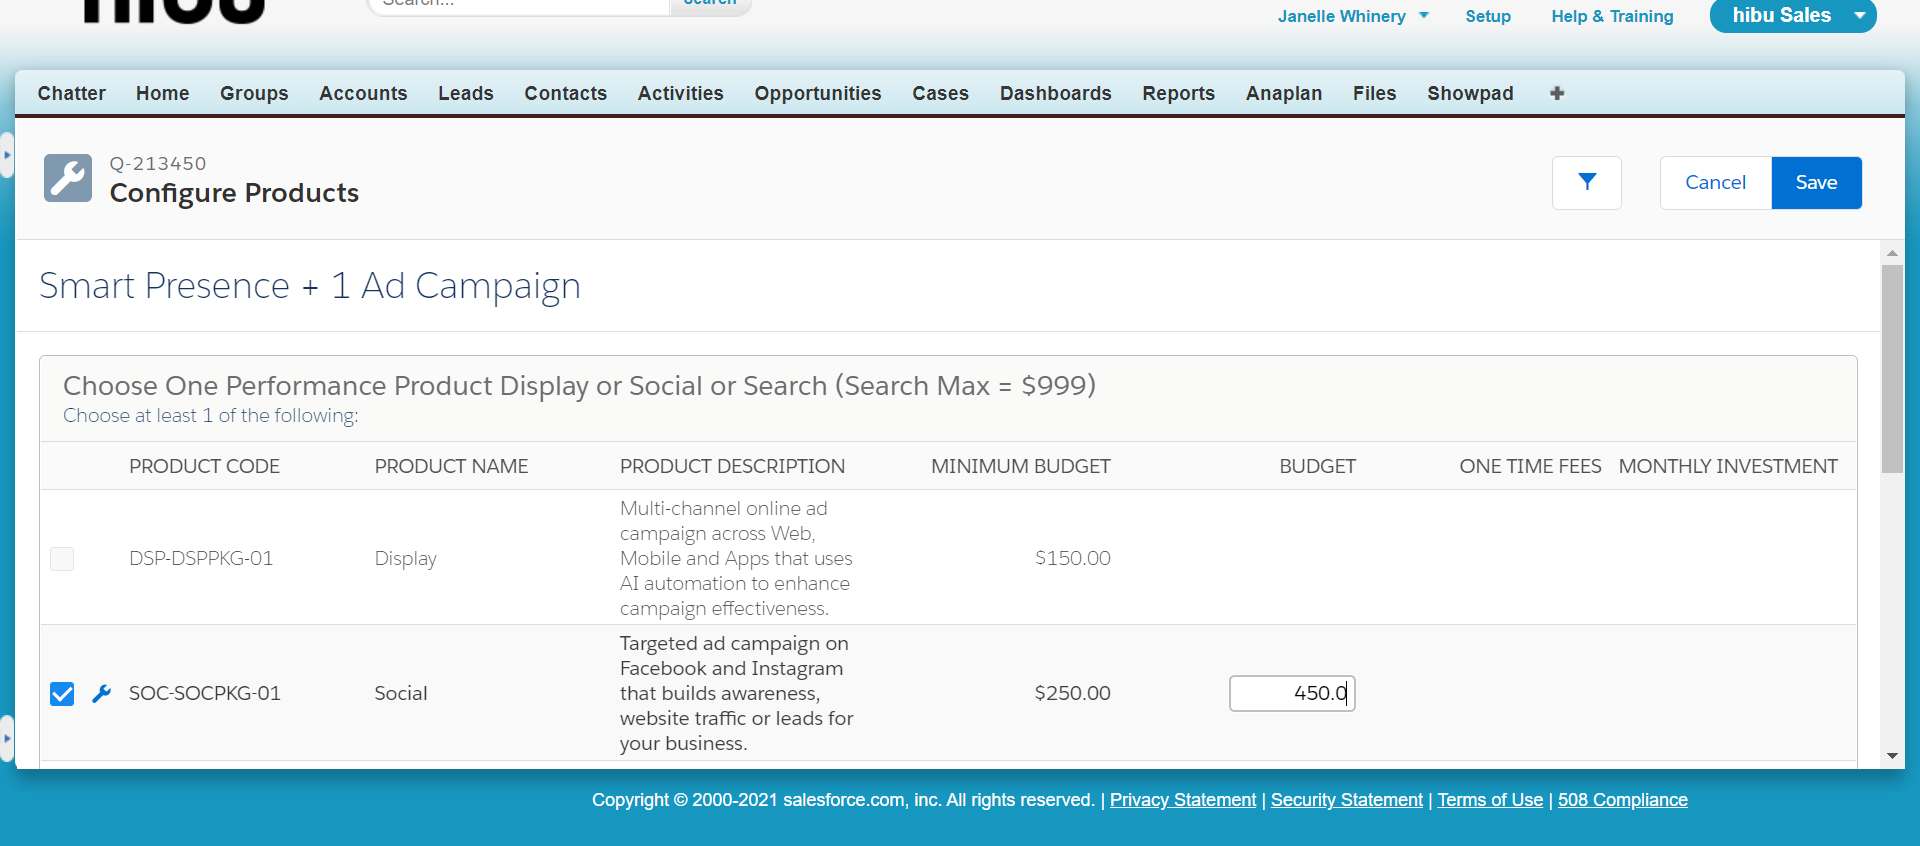 hibu
Search...
Search
Janelle Whinery
Setup
Help & Training
hibu Sales
Chatter Home Groups Accounts Leads Contacts Activities Opportunities Cases Dashboards Reports Anaplan Files Showpad
Q-213450
Configure Products
Cancel
Save
Smart Presence + 1 Ad Campaign
Choose One Performance Product Display or Social or Search (Search Max = $999)
Choose at least 1 of the following:
PRODUCT CODE PRODUCT NAME PRODUCT DESCRIPTION MINIMUM BUDGET BUDGET ONE TIME FEES MONTHLY INVESTMENT
Multi-channel online ad
campaign across Web,
DSP-DSPPKG-01 Display Mobile and Apps that uses $150.00
AI automation to enhance
campaign effectiveness.
Targeted ad campaign on
Facebook and Instagram
SOC-SOCPKG-01 Social that builds awareness, $250.00 450.0
website traffic or leads for
your business.
Copyright © 2000-2021 salesforce.com, inc. All rights reserved. | Privacy Statement | Security Statement | Terms of Use | 508 Compliance